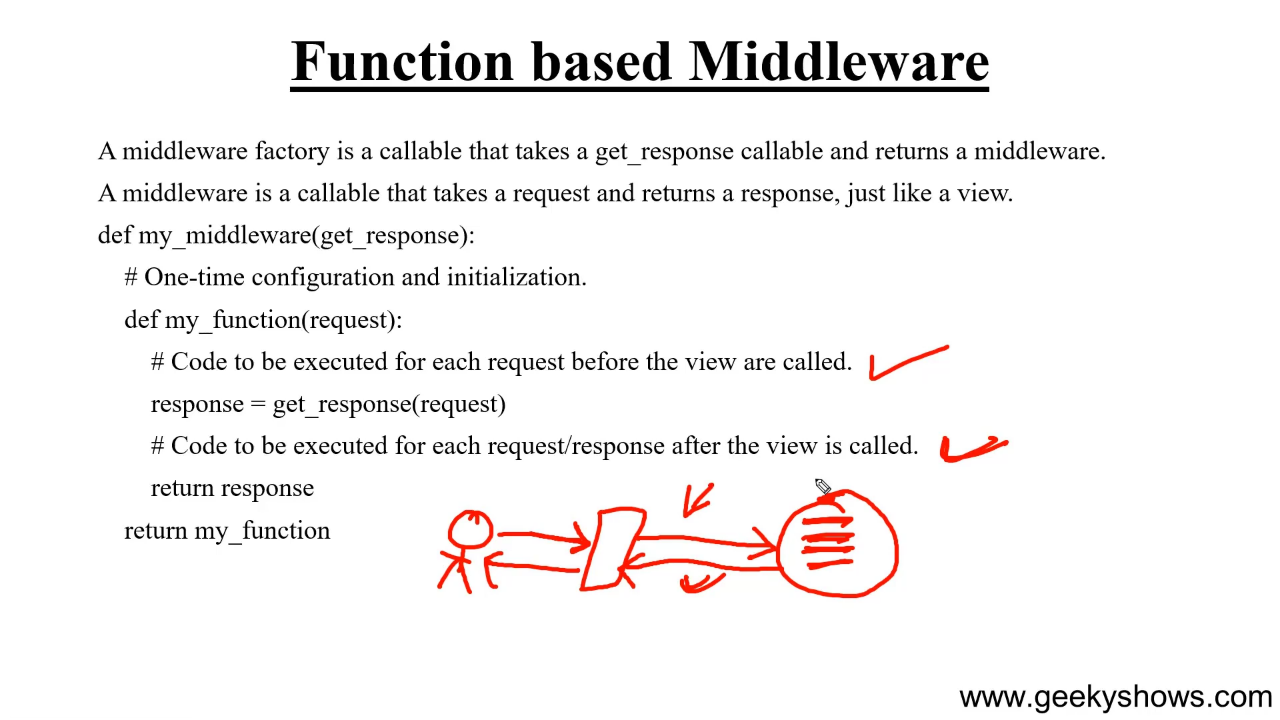 Function based Middleware
A middleware factory is a callable that takes a get_response callable and returns a middleware.
A middleware is a callable that takes a request and returns a response, just like a view.
def my_middleware(get_response):
# One-time configuration and initialization.
def my_function(request):
# Code to be executed for each request before the view are called.
response = get_response(request)
# Code to be executed for each request/response after the view is called.
return response
return my_function
www.geekyshows.com